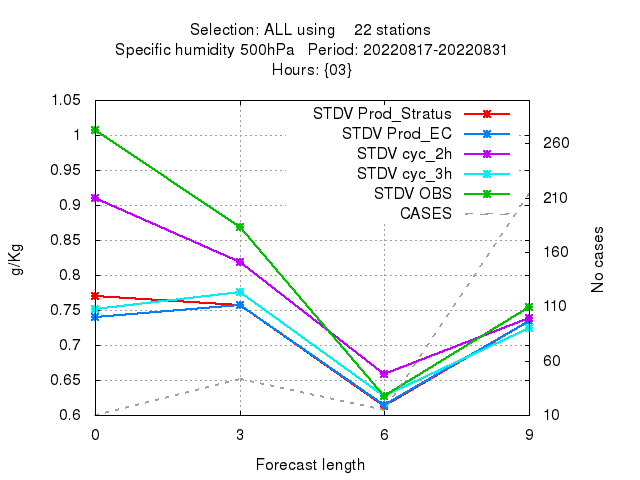 Selection: ALL using 22 stations
Specific humidity 500hPa Period: 20220817-20220831
Hours: {03}
1.05
1
0.95
0.9
0.85
0.8
0.75
0.7
0.65
0.6
g/Kg
STDV Prod_Stratus
STDV Prod_EC
STDV cyc_2h
STDV cyc_3h
STDV OBS
CASES
260
210
160
110
60
10
No cases
0 3 6 9
Forecast length